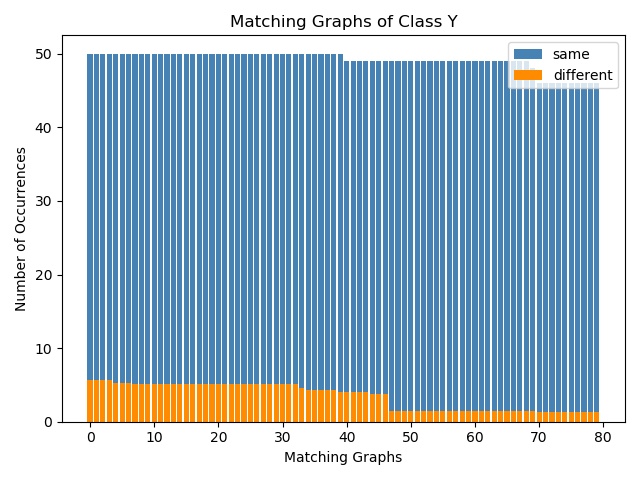 Matching Graphs of Class Y
same
different
Number of Occurrences
50
40
30
20
10
0
0 10 20 30 40 50 60 70 80
Matching Graphs